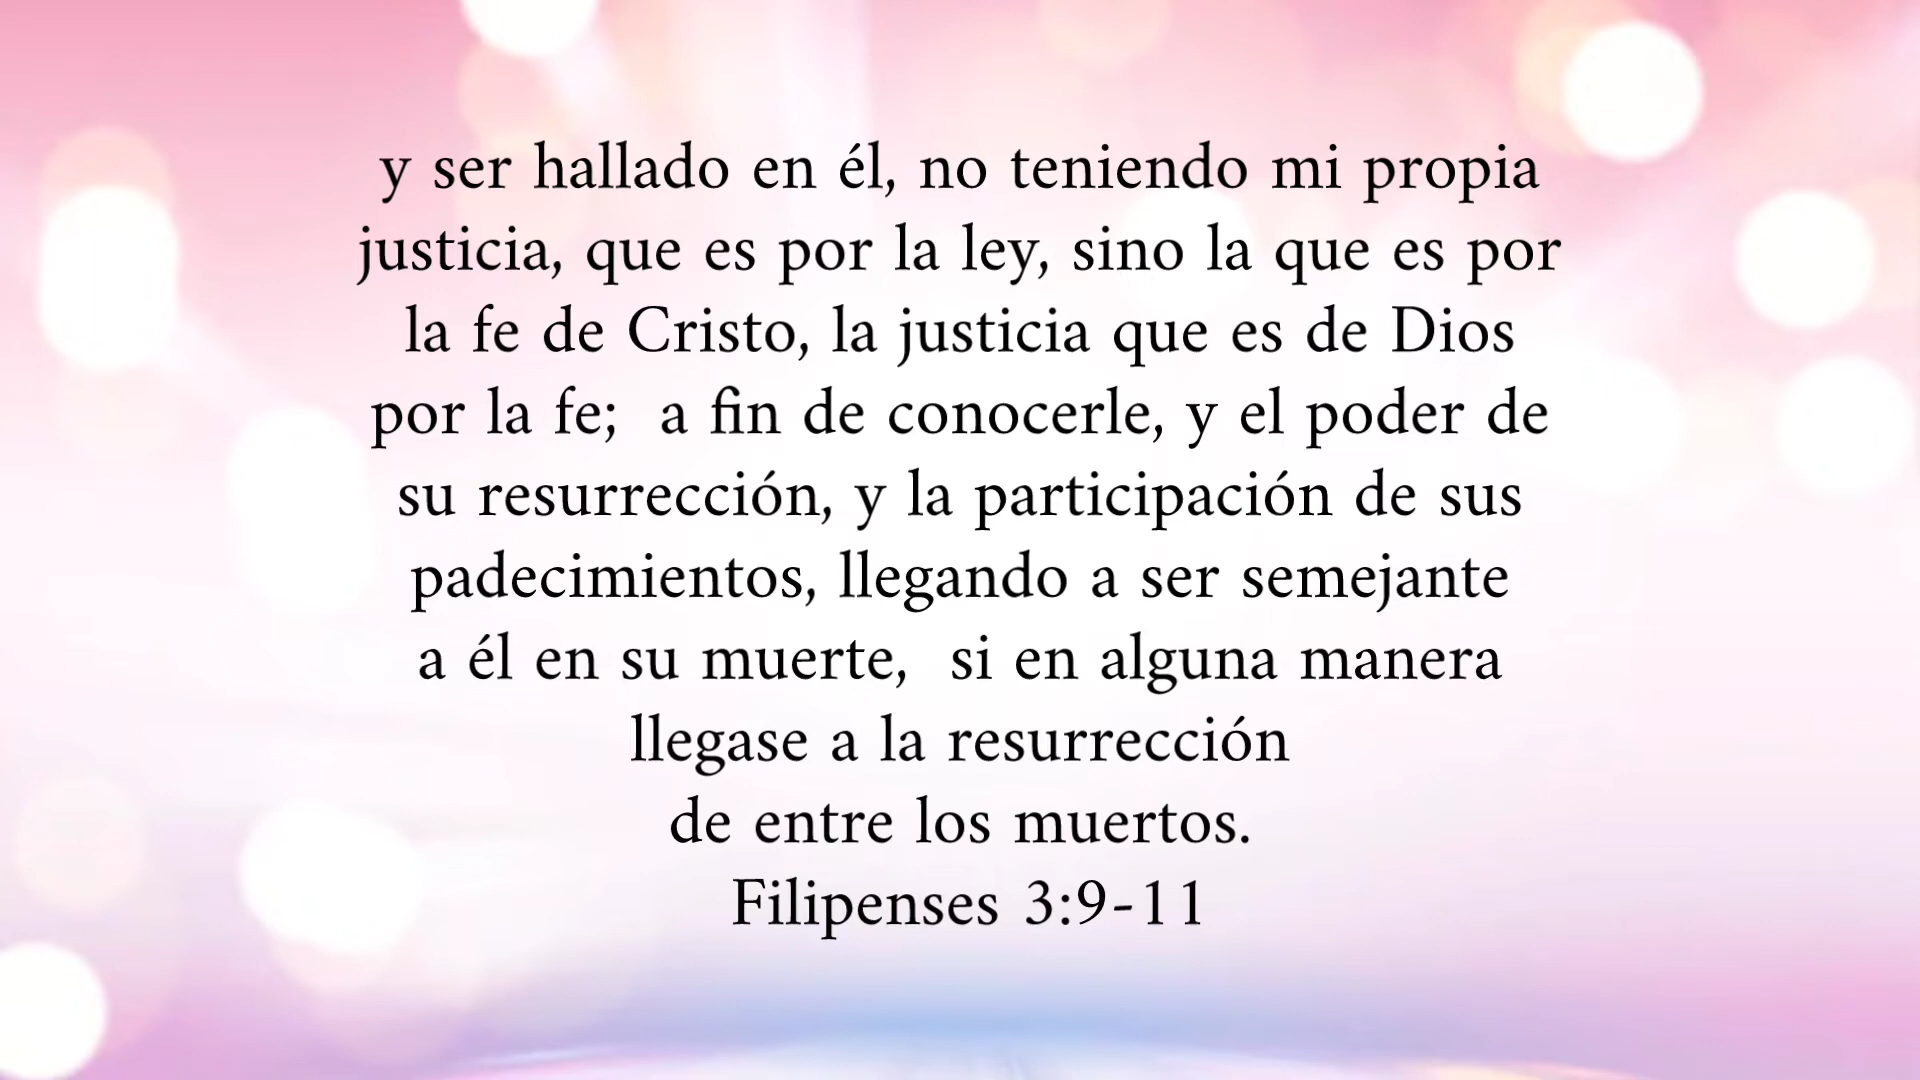 y ser hallado en él, no teniendo mi propia
justicia, que es por la ley, sino la que es por
la fe de Cristo, la justicia que es de Dios
por la fe;  a fin de conocerle, y el poder de
su resurrección, y la participación de sus
padecimientos, llegando a ser semejante
a él en su muerte,  si en alguna manera
llegase a la resurrección
de entre los muertos.
Filipenses 3:9-11